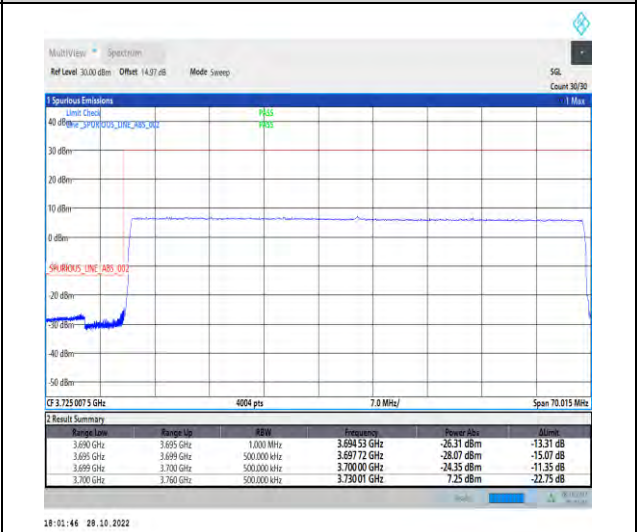 MultiView Spectrum
Ref Level 30.00 dBm Offset 14.97 dB Mode Sweep SGL
Count 30/30
1 Spurious Emissions 1 Max
Limit Check PASS
40 dBm Line _SPURIOUS_LINE_ABS_002 PASS
30 dBm
20 dBm
10 dBm
0 dBm
_SPURIOUS_LINE_ABS_002
-20 dBm
-30 dBm
-40 dBm
-50 dBm
CF 3.725 007 5 GHz 4004 pts 7.0 MHz/ Span 70.015 MHz
2 Result Summary
Range Low Range Up RBW Frequency Power Abs ΔLimit
3.690 GHz 3.695 GHz 1.000 MHz 3.694 53 GHz -26.31 dBm -13.31 dB
3.695 GHz 3.699 GHz 500.000 kHz 3.697 72 GHz -28.07 dBm -15.07 dB
3.699 GHz 3.700 GHz 500.000 kHz 3.700 00 GHz -24.35 dBm -11.35 dB
3.700 GHz 3.760 GHz 500.000 kHz 3.730 01 GHz 7.25 dBm -22.75 dB
18:01:46 28.10.2022